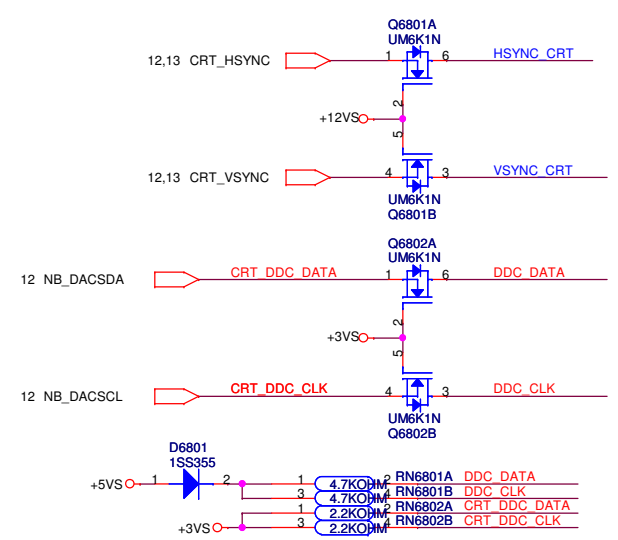 Q6801A
UM6K1N
12,13 CRT_HSYNC 1 6 HSYNC_CRT
2
+12VS
5
12,13 CRT_VSYNC 4 3 VSYNC_CRT
UM6K1N
Q6801B
Q6802A
UM6K1N
12 NB_DACSDA CRT_DDC_DATA 1 6 DDC_DATA
2
+3VS
5
12 NB_DACSCL CRT_DDC_CLK 4 3 DDC_CLK
UM6K1N
Q6802B
D6801
1SS355
+5VS 1 2 1 4.7KOHM 2 RN6801A DDC_DATA
3 4.7KOHM 4 RN6801B DDC_CLK
1 2.2KOHM 2 RN6802A CRT_DDC_DATA
+3VS 3 2.2KOHM 4 RN6802B CRT_DDC_CLK